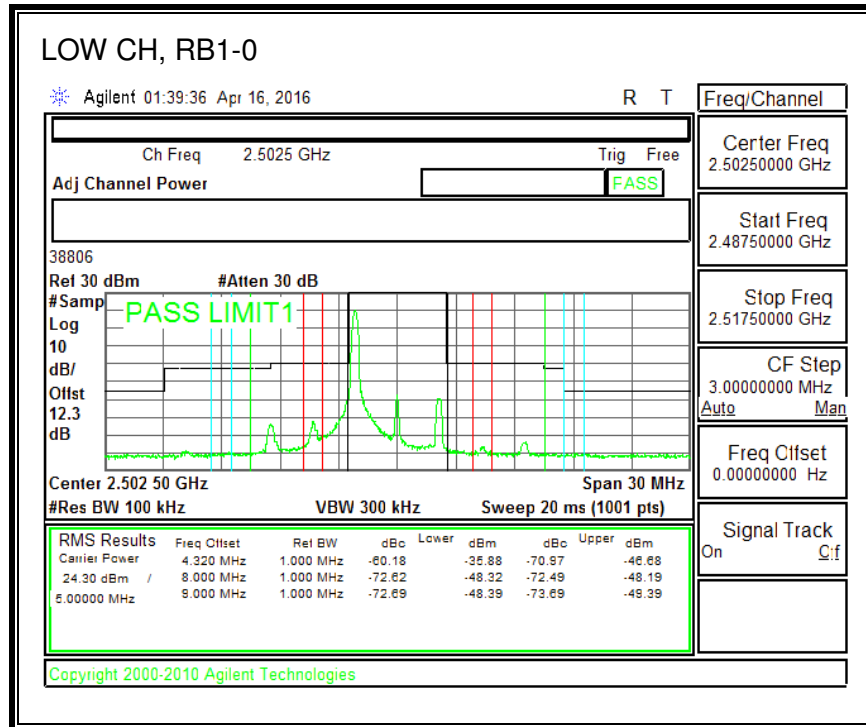 LOW CH, RB1-0
Agilent 01:39:36 Apr 16, 2016 R T
Freq/Channel
Ch Freq 2.5025 GHz Trig Free
Adj Channel Power PASS
Center Freq
2.50250000 GHz
Start Freq
2.48750000 GHz
Stop Freq
2.51750000 GHz
CF Step
3.00000000 MHz
Auto Man
Freq Offset
0.00000000 Hz
Signal Track
On Off
38806
Ref 30 dBm #Atten 30 dB
#Samp
Log
10
dB/
Offst
12.3
dB
PASS LIMIT1
Center 2.502 50 GHz Span 30 MHz
#Res BW 100 kHz VBW 300 kHz Sweep 20 ms (1001 pts)
RMS Results Freq Offset Ref BW dBc Lower dBm dBc Upper dBm
Carrier Power 4.320 MHz 1.000 MHz -60.18 -35.88 -70.97 -46.68
24.30 dBm / 8.000 MHz 1.000 MHz -72.62 -48.32 -72.49 -48.19
5.00000 MHz 9.000 MHz 1.000 MHz -72.69 -48.39 -73.69 -49.39
Copyright 2000-2010 Agilent Technologies